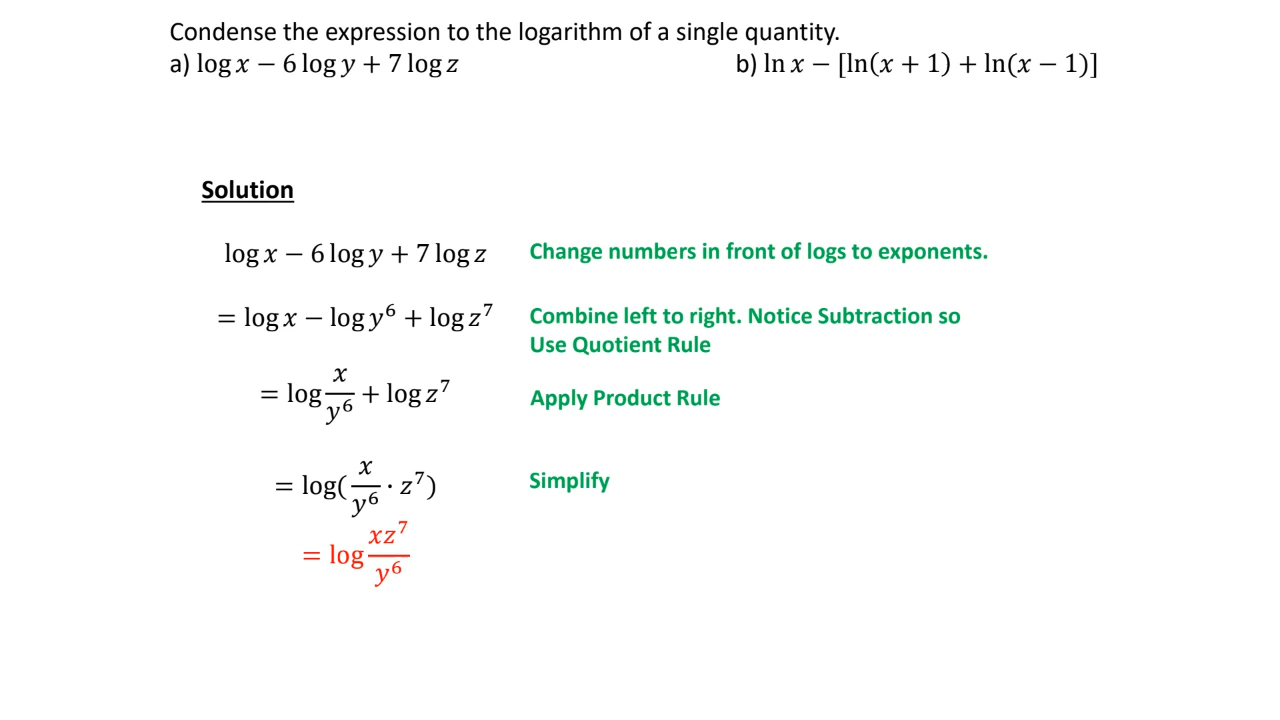 Condense the expression to the logarithm of a single quantity.
a) log x − 6 log y + 7 log z b) ln x − [ln(x + 1) + ln(x − 1)]
Solution
log x − 6 log y + 7 log z Change numbers in front of logs to exponents.
= log x − log y⁶ + log z⁷ Combine left to right. Notice Subtraction so
Use Quotient Rule
= log x/y⁶ + log z⁷ Apply Product Rule
= log(x/y⁶ · z⁷) Simplify
= log xz⁷/y⁶